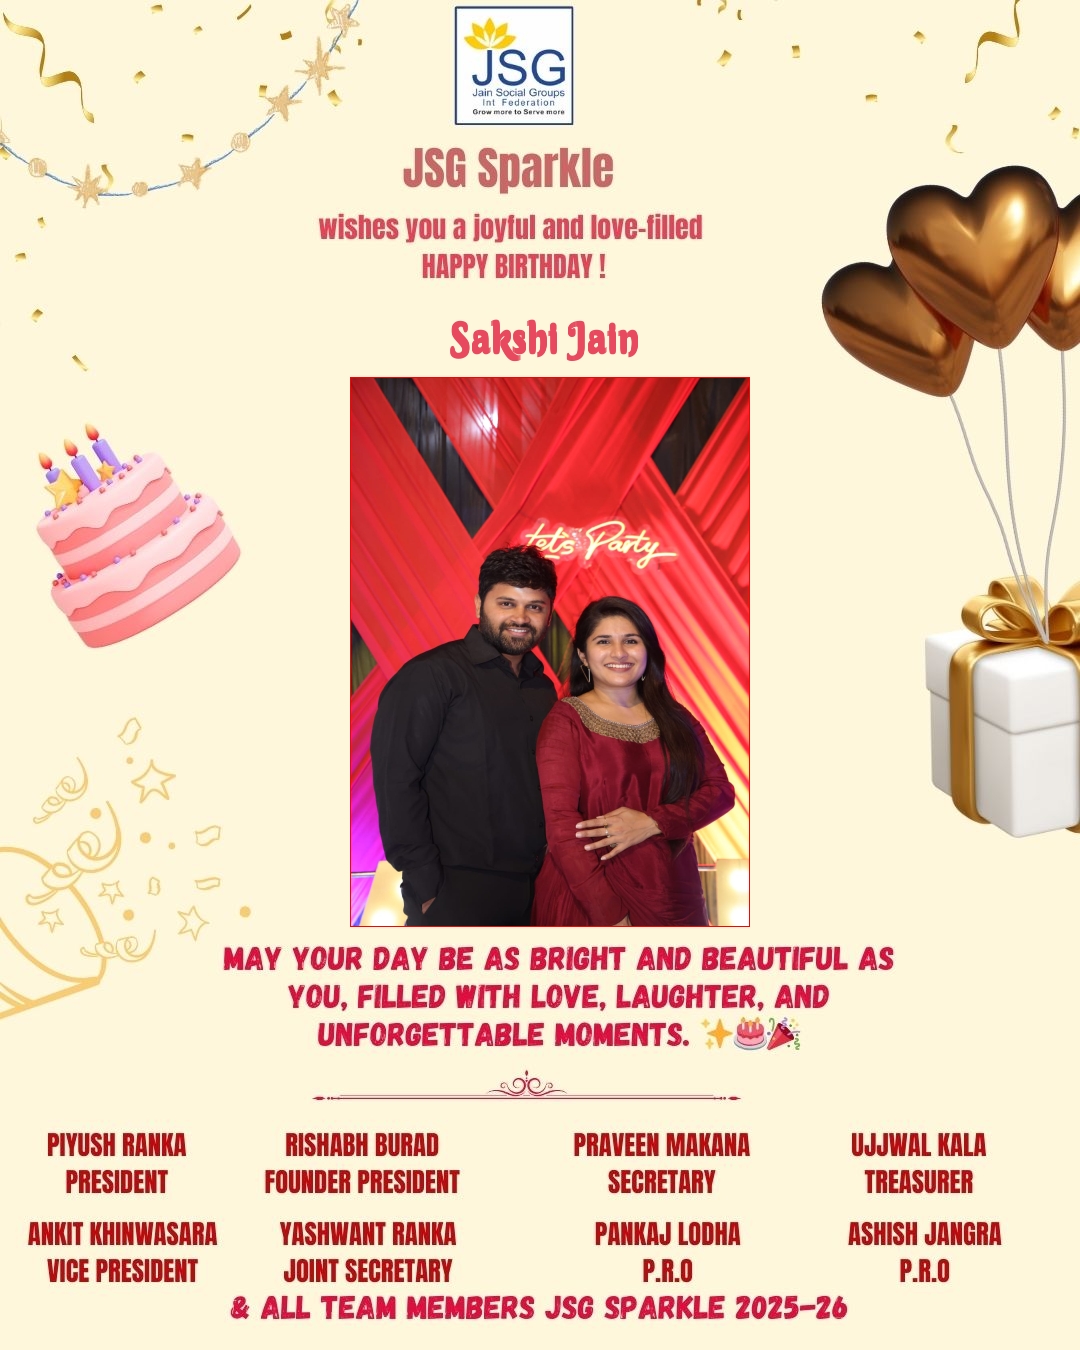 JSG
Jain Social Groups
Int Federation
Grow more to Serve more
JSG Sparkle
wishes you a joyful and love-filled
HAPPY BIRTHDAY !
Sakshi Jain
Let's Party
MAY YOUR DAY BE AS BRIGHT AND BEAUTIFUL AS
YOU, FILLED WITH LOVE, LAUGHTER, AND
UNFORGETTABLE MOMENTS. ✨🎂🎉
PIYUSH RANKA
PRESIDENT
RISHABH BURAD
FOUNDER PRESIDENT
PRAVEEN MAKANA
SECRETARY
UJJWAL KALA
TREASURER
ANKIT KHINWASARA
VICE PRESIDENT
YASHWANT RANKA
JOINT SECRETARY
PANKAJ LODHA
P.R.O
ASHISH JANGRA
P.R.O
& ALL TEAM MEMBERS JSG SPARKLE 2025-26